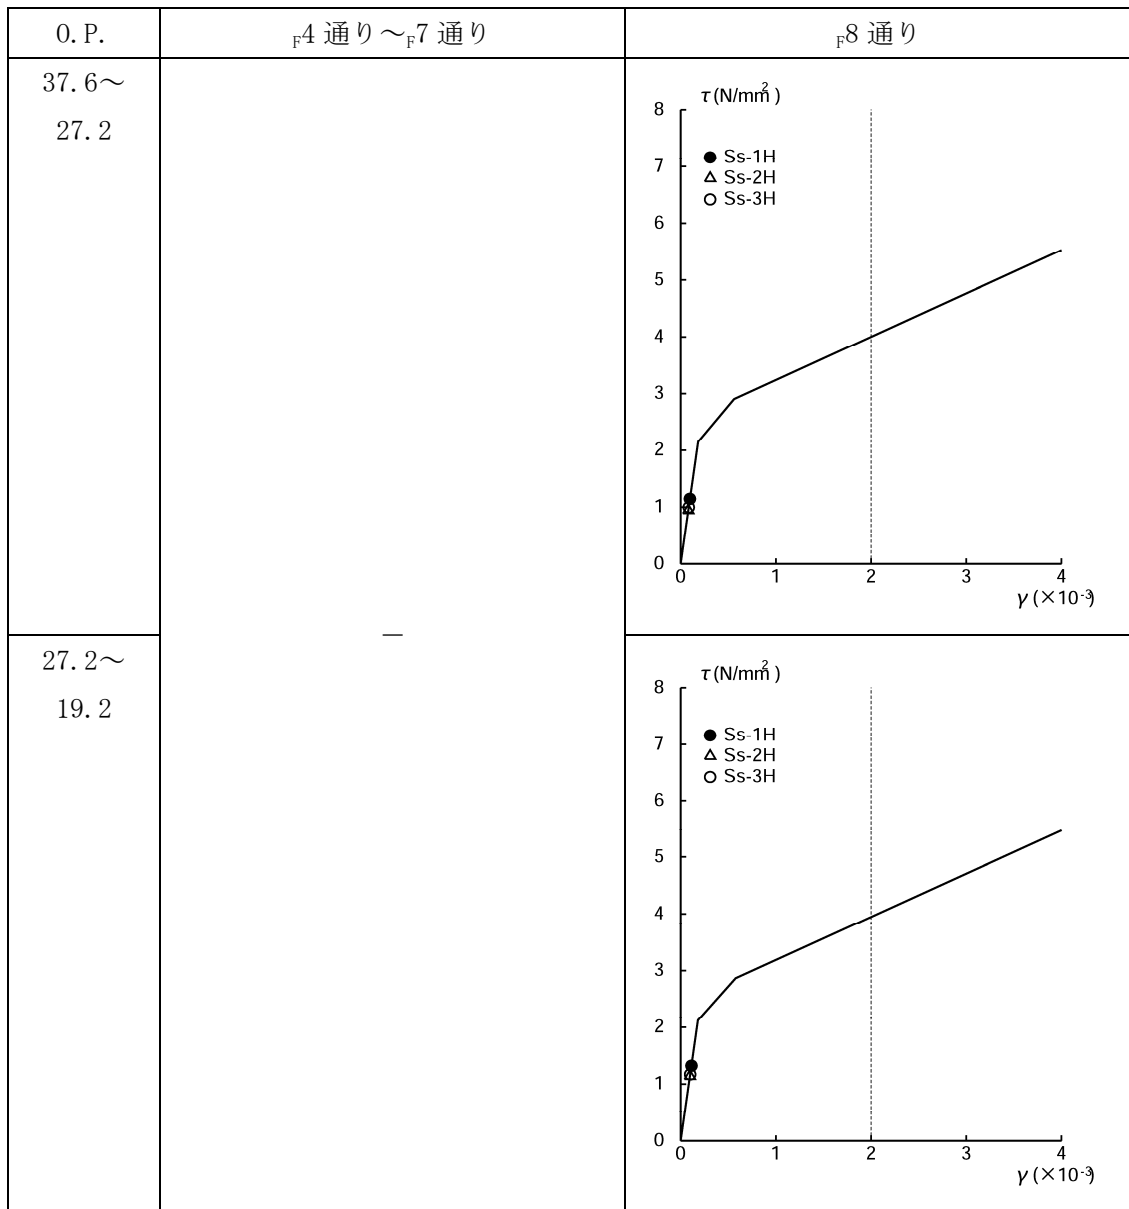 O.P.
F4 通り～F7 通り
F8 通り
37.6～
27.2
τ(N/mm2)
8
7
6
5
4
3
2
1
0
● Ss-1H
△ Ss-2H
○ Ss-3H
0 1 2 3 4
γ(×10-3)
—
27.2～
19.2
τ(N/mm2)
8
7
6
5
4
3
2
1
0
● Ss-1H
△ Ss-2H
○ Ss-3H
0 1 2 3 4
γ(×10-3)